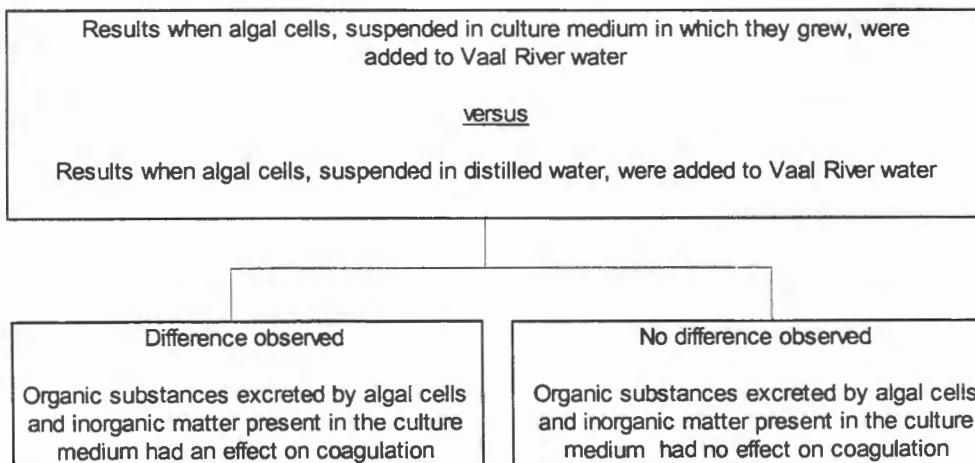 Results when algal cells, suspended in culture medium in which they grew, were
added to Vaal River water
versus
Results when algal cells, suspended in distilled water, were added to Vaal River water
Difference observed
Organic substances excreted by algal cells
and inorganic matter present in the culture
medium had an effect on coagulation
No difference observed
Organic substances excreted by algal cells
and inorganic matter present in the culture
medium had no effect on coagulation